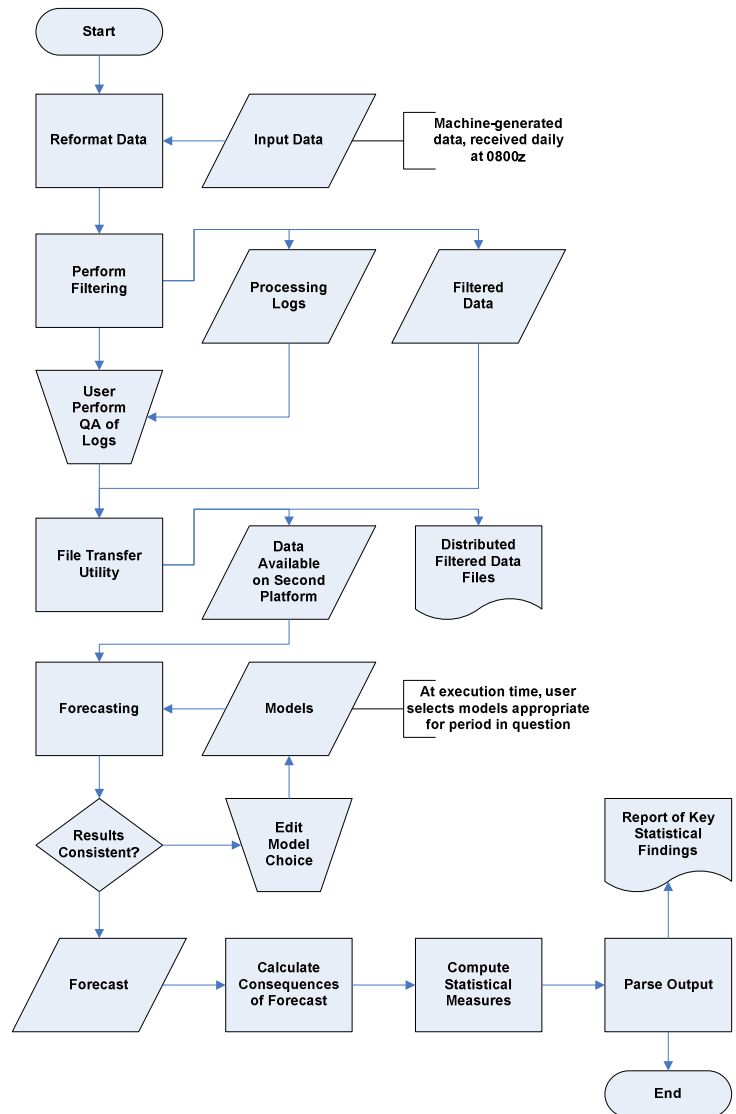 Start
Reformat Data
Input Data
Machine-generated
data, received daily
at 0800z
Perform
Filtering
Processing
Logs
Filtered
Data
User
Perform
QA of
Logs
File Transfer
Utility
Data
Available
on Second
Platform
Distributed
Filtered Data
Files
Forecasting
Models
At execution time, user
selects models appropriate
for period in question
Results
Consistent?
Edit
Model
Choice
Report of Key
Statistical
Findings
Forecast
Calculate
Consequences
of Forecast
Compute
Statistical
Measures
Parse Output
End